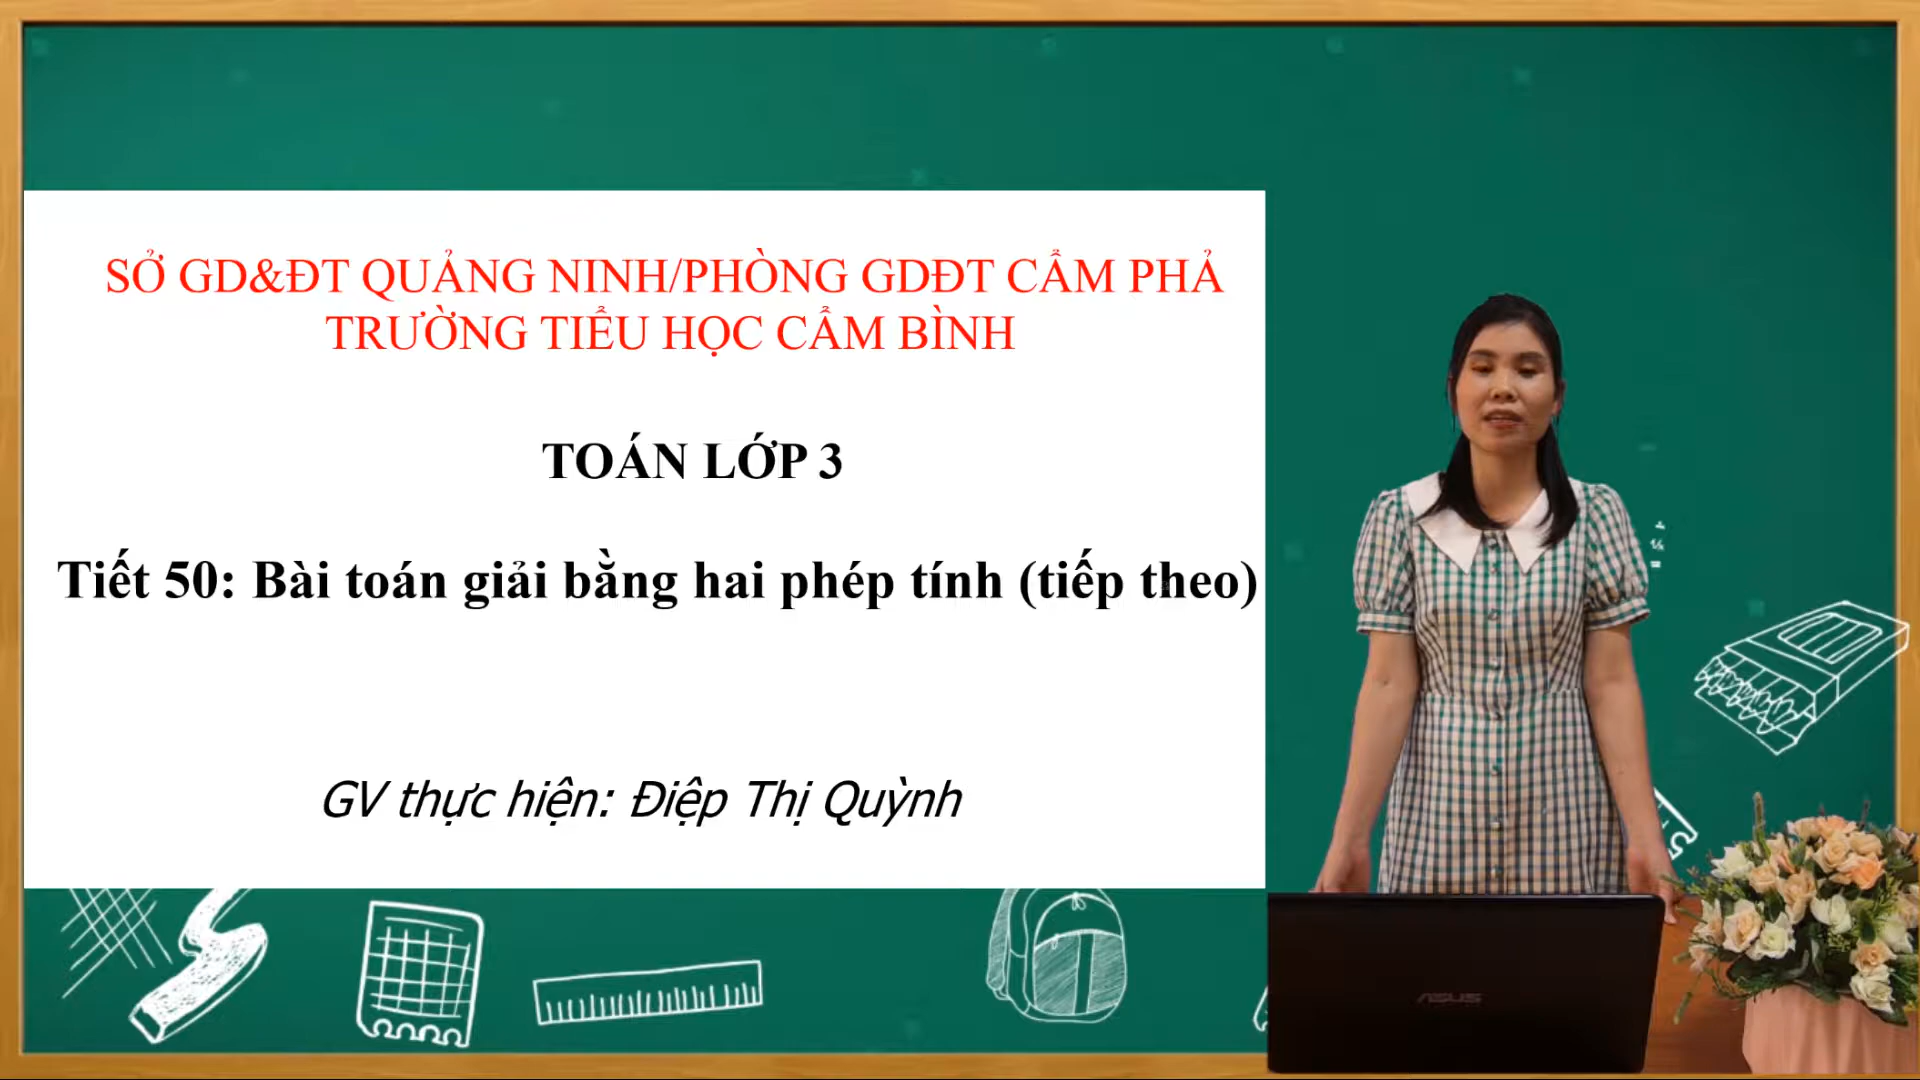 SỞ GD&ĐT QUẢNG NINH/PHÒNG GDĐT CẨM PHẢ
TRƯỜNG TIỂU HỌC CẨM BÌNH
TOÁN LỚP 3
Tiết 50: Bài toán giải bằng hai phép tính (tiếp theo)
GV thực hiện: Điệp Thị Quỳnh
ASUS